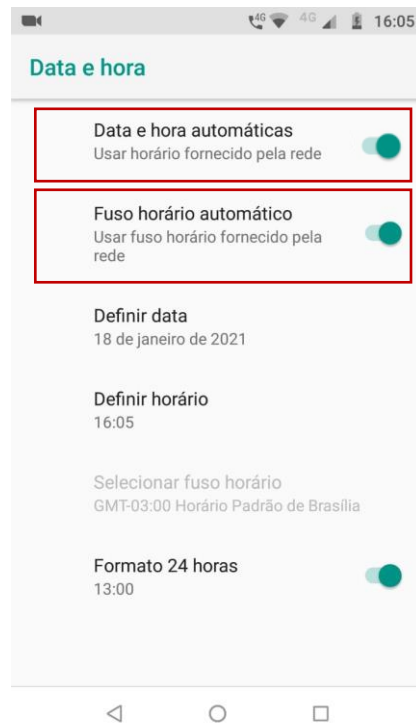 4G 4G 16:05
Data e hora
Data e hora automáticas
Usar horário fornecido pela rede
Fuso horário automático
Usar fuso horário fornecido pela
rede
Definir data
18 de janeiro de 2021
Definir horário
16:05
Selecionar fuso horário
GMT-03:00 Horário Padrão de Brasília
Formato 24 horas
13:00